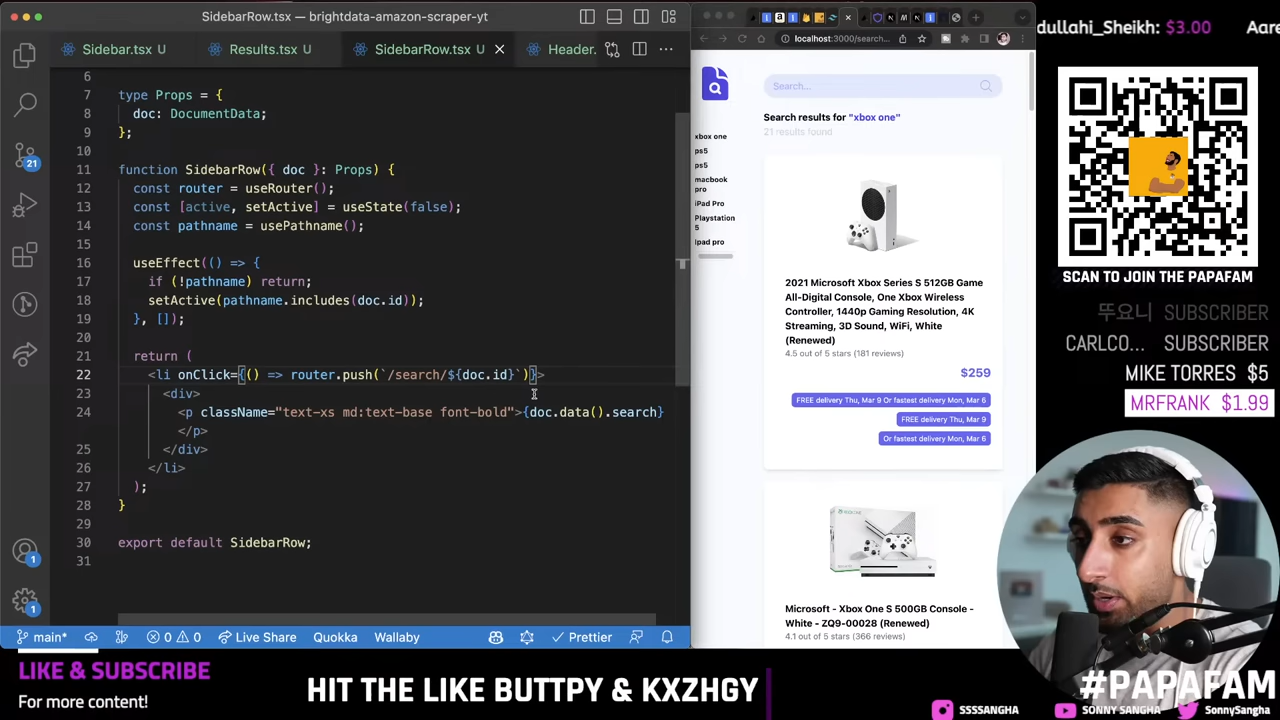 SidebarRow.tsx — brightdata-amazon-scraper-yt
Sidebar.tsx U
Results.tsx U
SidebarRow.tsx U
Header.
6
7 type Props = {
8 doc: DocumentData;
9 };
10
11 function SidebarRow({ doc }: Props) {
12 const router = useRouter();
13 const [active, setActive] = useState(false);
14 const pathname = usePathname();
15
16 useEffect(() => {
17 if (!pathname) return;
18 setActive(pathname.includes(doc.id));
19 }, []);
20
21 return (
22 <li onClick={() => router.push(`/search/${doc.id}`)}>
23 <div>
24 <p className="text-xs md:text-base font-bold">{doc.data().search}
</p>
25 </div>
26 </li>
27 );
28 }
29
30 export default SidebarRow;
31
21
1
1
main*
0 0
Live Share
Quokka
Wallaby
Prettier
localhost:3000/search...
Search...
Search results for "xbox one"
21 results found
xbox one
ps5
ps5
macbook
pro
iPad Pro
Playstation
5
ipad pro
2021 Microsoft Xbox Series S 512GB Game
All-Digital Console, One Xbox Wireless
Controller, 1440p Gaming Resolution, 4K
Streaming, 3D Sound, WiFi, White
(Renewed)
4.5 out of 5 stars (181 reviews)
$259
FREE delivery Thu, Mar 9 Or fastest delivery Mon, Mar 6
FREE delivery Thu, Mar 9
Or fastest delivery Mon, Mar 6
Microsoft - Xbox One S 500GB Console -
White - ZQ9-00028 (Renewed)
4.1 out of 5 stars (366 reviews)
dullahi_Sheikh: $3.00 Aare
SCAN TO JOIN THE PAPAFAM
뚜요니 SUBSCRIBER
CARLCO... SUBSCRIBER
MIKE TORRES $5
MRFRANK $1.99
LIKE & SUBSCRIBE
For more content!
HIT THE LIKE BUTTPY & KXZHGY
#PAPAFAM
SSSSANGHA
SONNY SANGHA
SonnySangha